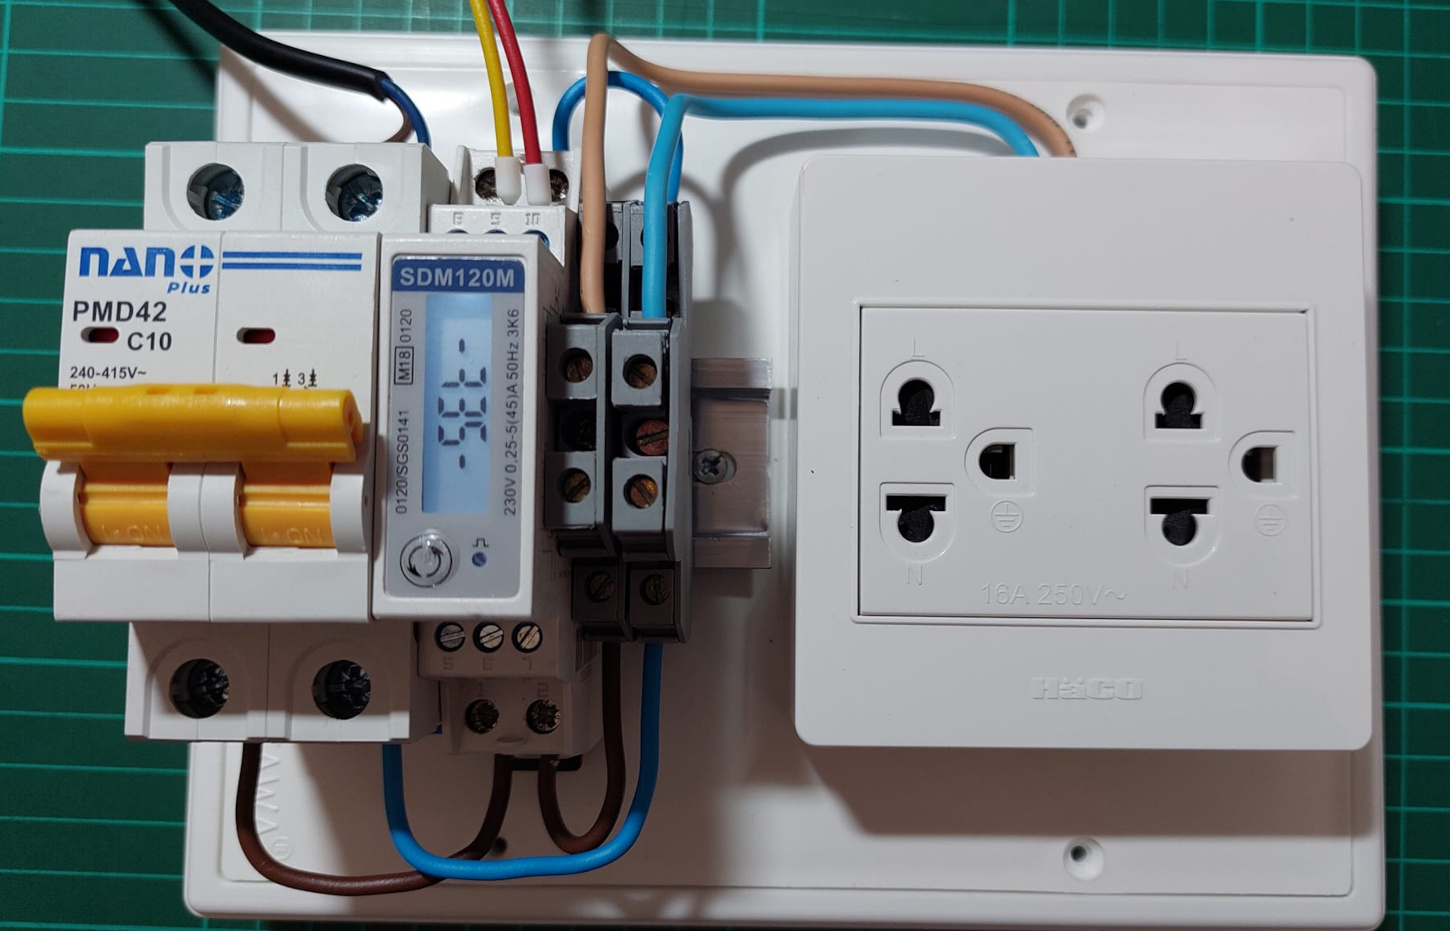 nano
Plus
PMD42
C10
240-415V~
1 3
I•ON
I•ON
SDM120M
M18 0120
0120/SGS0141
230V 0,25-5(45)A 50Hz 3K6
-SEt-
L
L
N
N
16A 250V~
HACO